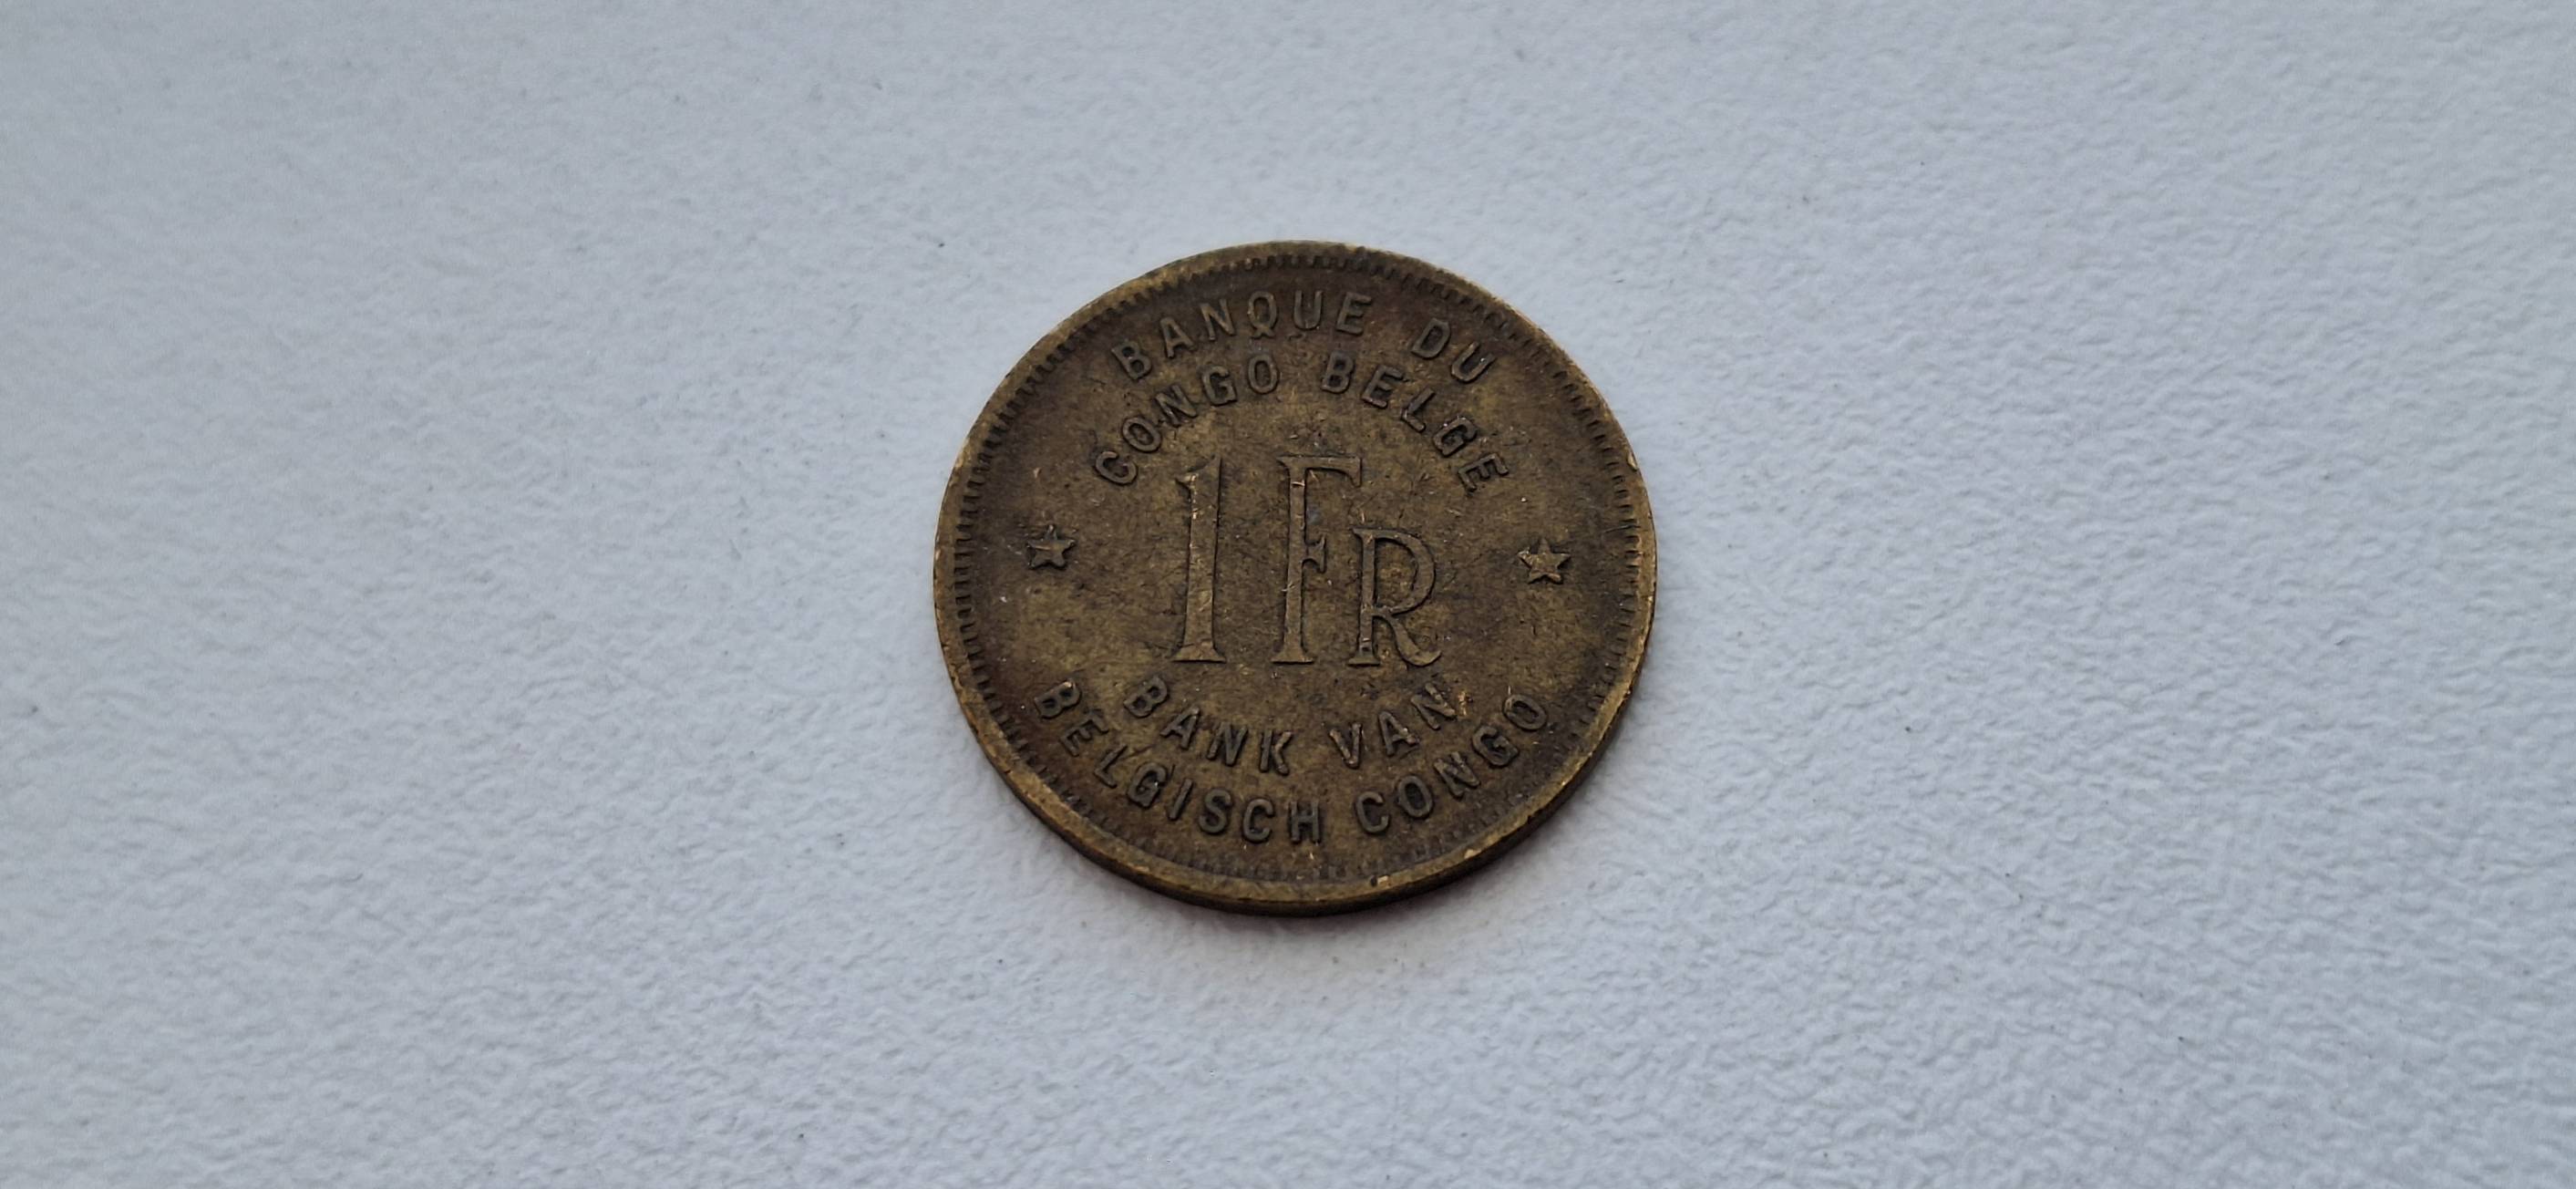 BANQUE DU
CONGO BELGE
1 FR
BANK VAN
BELGISCH CONGO